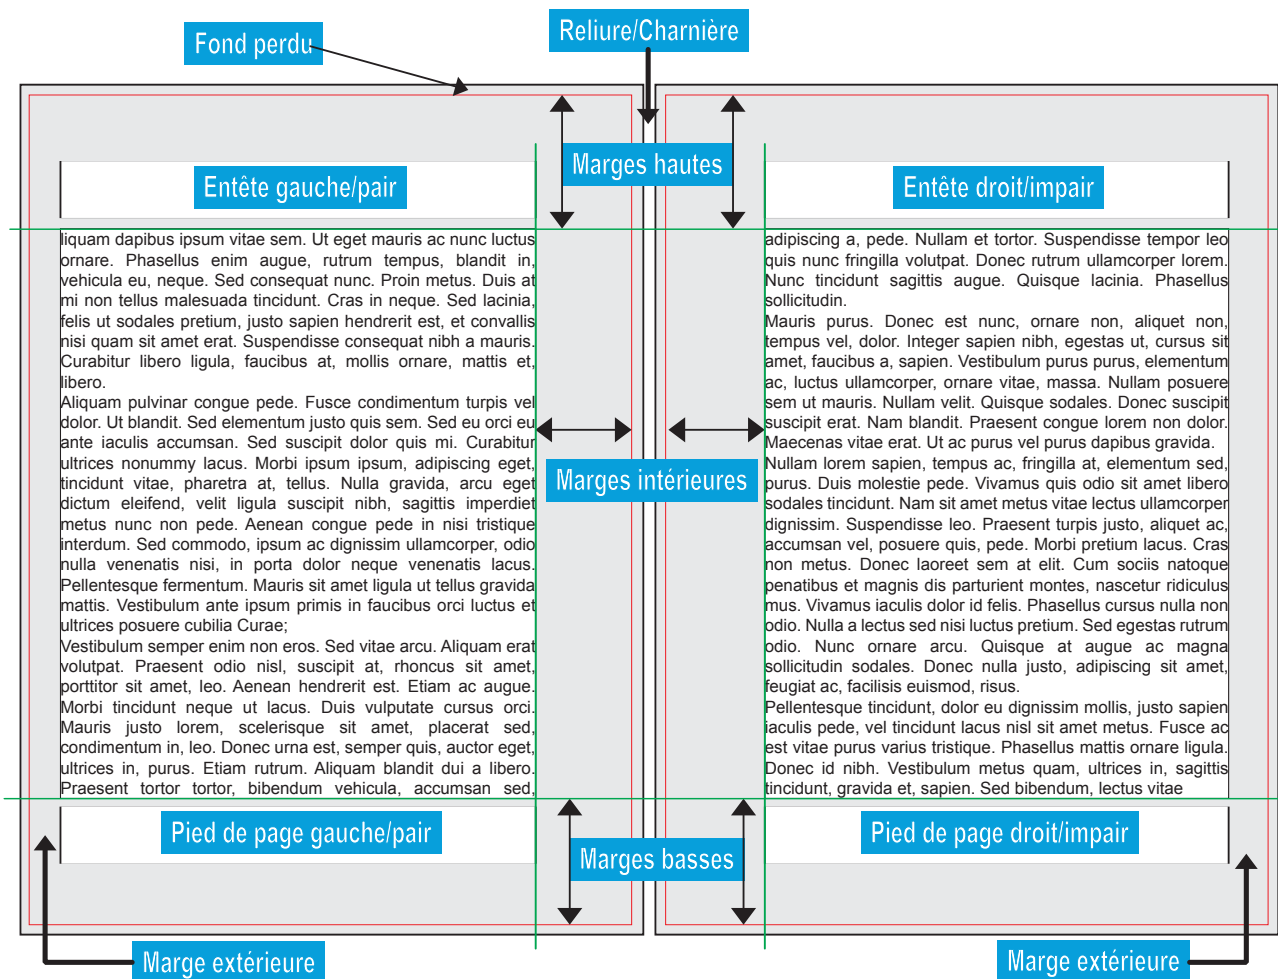 Reliure/Charnière
Fond perdu
Marges hautes
Entête gauche/pair
Entête droit/impair
liquam dapibus ipsum vitae sem. Ut eget mauris ac nunc luctus
ornare. Phasellus enim augue, rutrum tempus, blandit in,
vehicula eu, neque. Sed consequat nunc. Proin metus. Duis at
mi non tellus malesuada tincidunt. Cras in neque. Sed lacinia,
felis ut sodales pretium, justo sapien hendrerit est, et convallis
nisi quam sit amet erat. Suspendisse consequat nibh a mauris.
Curabitur libero ligula, faucibus at, mollis ornare, mattis et,
libero.
Aliquam pulvinar congue pede. Fusce condimentum turpis vel
dolor. Ut blandit. Sed elementum justo quis sem. Sed eu orci eu
ante iaculis accumsan. Sed suscipit dolor quis mi. Curabitur
ultrices nonummy lacus. Morbi ipsum ipsum, adipiscing eget,
tincidunt vitae, pharetra at, tellus. Nulla gravida, arcu eget
dictum eleifend, velit ligula suscipit nibh, sagittis imperdiet
metus nunc non pede. Aenean congue pede in nisi tristique
interdum. Sed commodo, ipsum ac dignissim ullamcorper, odio
nulla venenatis nisi, in porta dolor neque venenatis lacus.
Pellentesque fermentum. Mauris sit amet ligula ut tellus gravida
mattis. Vestibulum ante ipsum primis in faucibus orci luctus et
ultrices posuere cubilia Curae;
Vestibulum semper enim non eros. Sed vitae arcu. Aliquam erat
volutpat. Praesent odio nisl, suscipit at, rhoncus sit amet,
porttitor sit amet, leo. Aenean hendrerit est. Etiam ac augue.
Morbi tincidunt neque ut lacus. Duis vulputate cursus orci.
Mauris justo lorem, scelerisque sit amet, placerat sed,
condimentum in, leo. Donec urna est, semper quis, auctor eget,
ultrices in, purus. Etiam rutrum. Aliquam blandit dui a libero.
Praesent tortor tortor, bibendum vehicula, accumsan sed,
Marges intérieures
adipiscing a, pede. Nullam et tortor. Suspendisse tempor leo
quis nunc fringilla volutpat. Donec rutrum ullamcorper lorem.
Nunc tincidunt sagittis augue. Quisque lacinia. Phasellus
sollicitudin.
Mauris purus. Donec est nunc, ornare non, aliquet non,
tempus vel, dolor. Integer sapien nibh, egestas ut, cursus sit
amet, faucibus a, sapien. Vestibulum purus purus, elementum
ac, luctus ullamcorper, ornare vitae, massa. Nullam posuere
sem ut mauris. Nullam velit. Quisque sodales. Donec suscipit
suscipit erat. Nam blandit. Praesent congue lorem non dolor.
Maecenas vitae erat. Ut ac purus vel purus dapibus gravida.
Nullam lorem sapien, tempus ac, fringilla at, elementum sed,
purus. Duis molestie pede. Vivamus quis odio sit amet libero
sodales tincidunt. Nam sit amet metus vitae lectus ullamcorper
dignissim. Suspendisse leo. Praesent turpis justo, aliquet ac,
accumsan vel, posuere quis, pede. Morbi pretium lacus. Cras
non metus. Donec laoreet sem at elit. Cum sociis natoque
penatibus et magnis dis parturient montes, nascetur ridiculus
mus. Vivamus iaculis dolor id felis. Phasellus cursus nulla non
odio. Nulla a lectus sed nisi luctus pretium. Sed egestas rutrum
odio. Nunc ornare arcu. Quisque at augue ac magna
sollicitudin sodales. Donec nulla justo, adipiscing sit amet,
feugiat ac, facilisis euismod, risus.
Pellentesque tincidunt, dolor eu dignissim mollis, justo sapien
iaculis pede, vel tincidunt lacus nisl sit amet metus. Fusce ac
est vitae purus varius tristique. Phasellus mattis ornare ligula.
Donec id nibh. Vestibulum metus quam, ultrices in, sagittis
tincidunt, gravida et, sapien. Sed bibendum, lectus vitae
Pied de page gauche/pair
Pied de page droit/impair
Marges basses
Marge extérieure
Marge extérieure